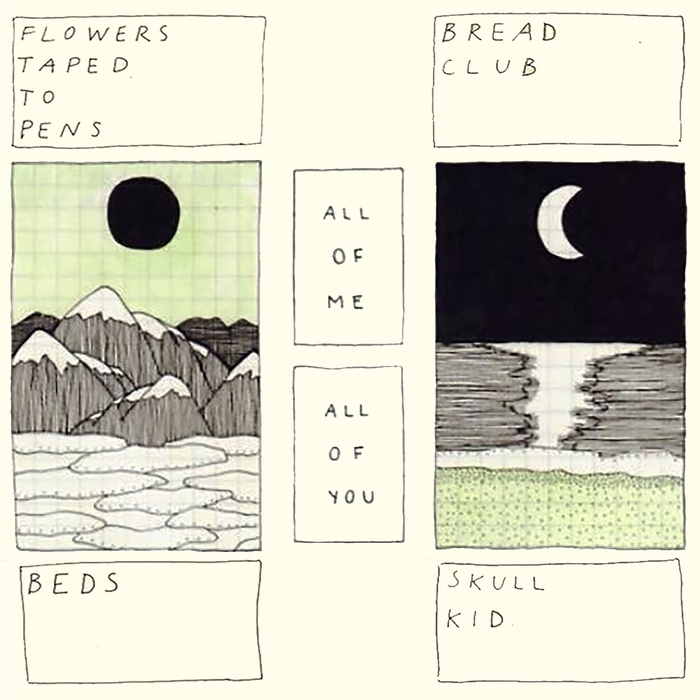 FLOWERS
TAPED
TO
PENS
BREAD
CLUB
ALL
OF
ME
ALL
OF
YOU
BEDS
SKULL
KID